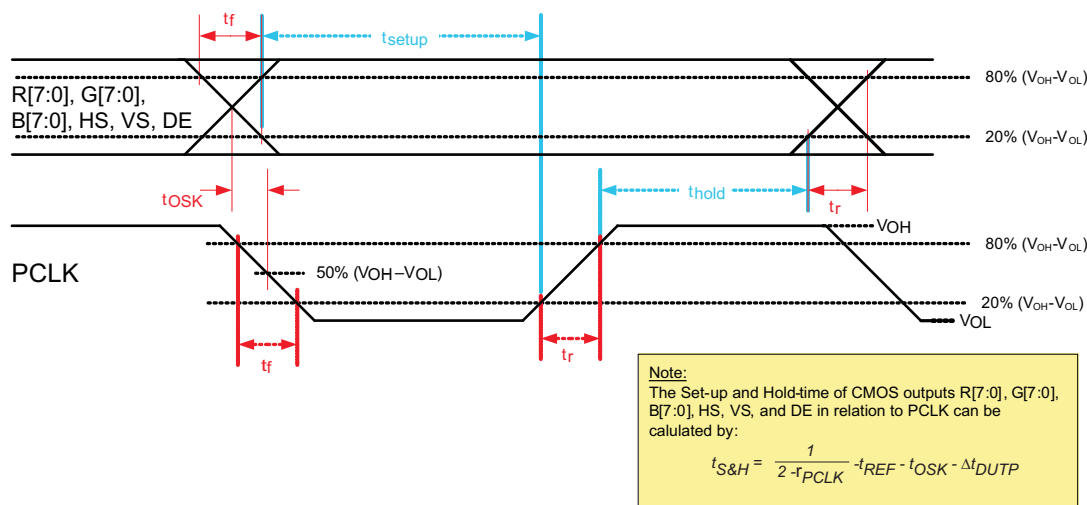 tf
tsetup
80% (VOH-VOL)
R[7:0], G[7:0],
B[7:0], HS, VS, DE
20% (VOH-VOL)
tOSK
thold
tr
VOH
80% (VOH-VOL)
PCLK
50% (VOH–VOL)
20% (VOH-VOL)
VOL
tf
tr
Note:
The Set-up and Hold-time of CMOS outputs R[7:0], G[7:0],
B[7:0], HS, VS, and DE in relation to PCLK can be
calulated by:
tS&H = 1 / 2 -rPCLK -tREF - tOSK - ΔtDUTP